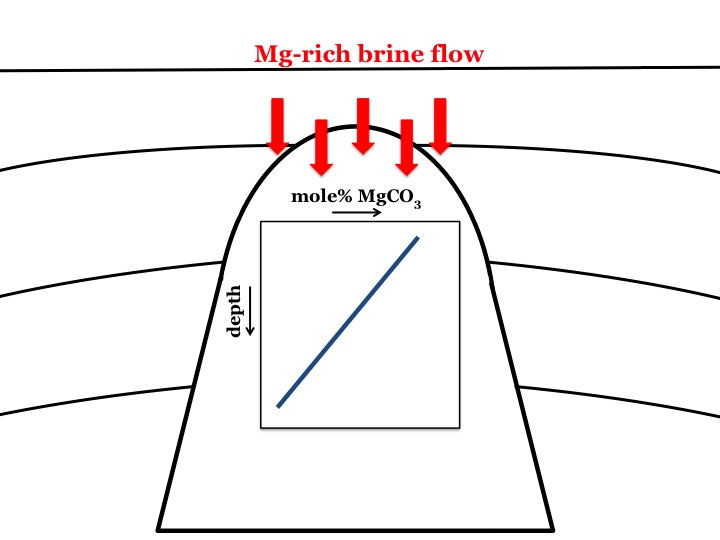 Mg-rich brine flow
mole% MgCO₃
depth